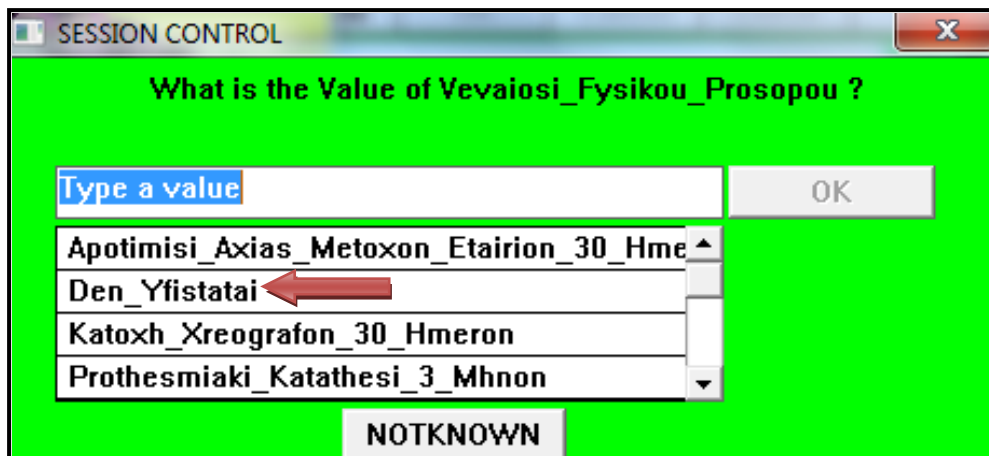 SESSION CONTROL
What is the Value of Vevaiosi_Fysikou_Prosopou ?
Type a value
OK
Apotimisi_Axias_Metoxon_Etairion_30_Hme
Den_Yfistatai
Katoxh_Xreografon_30_Hmeron
Prothesmiaki_Katathesi_3_Mhnon
NOTKNOWN